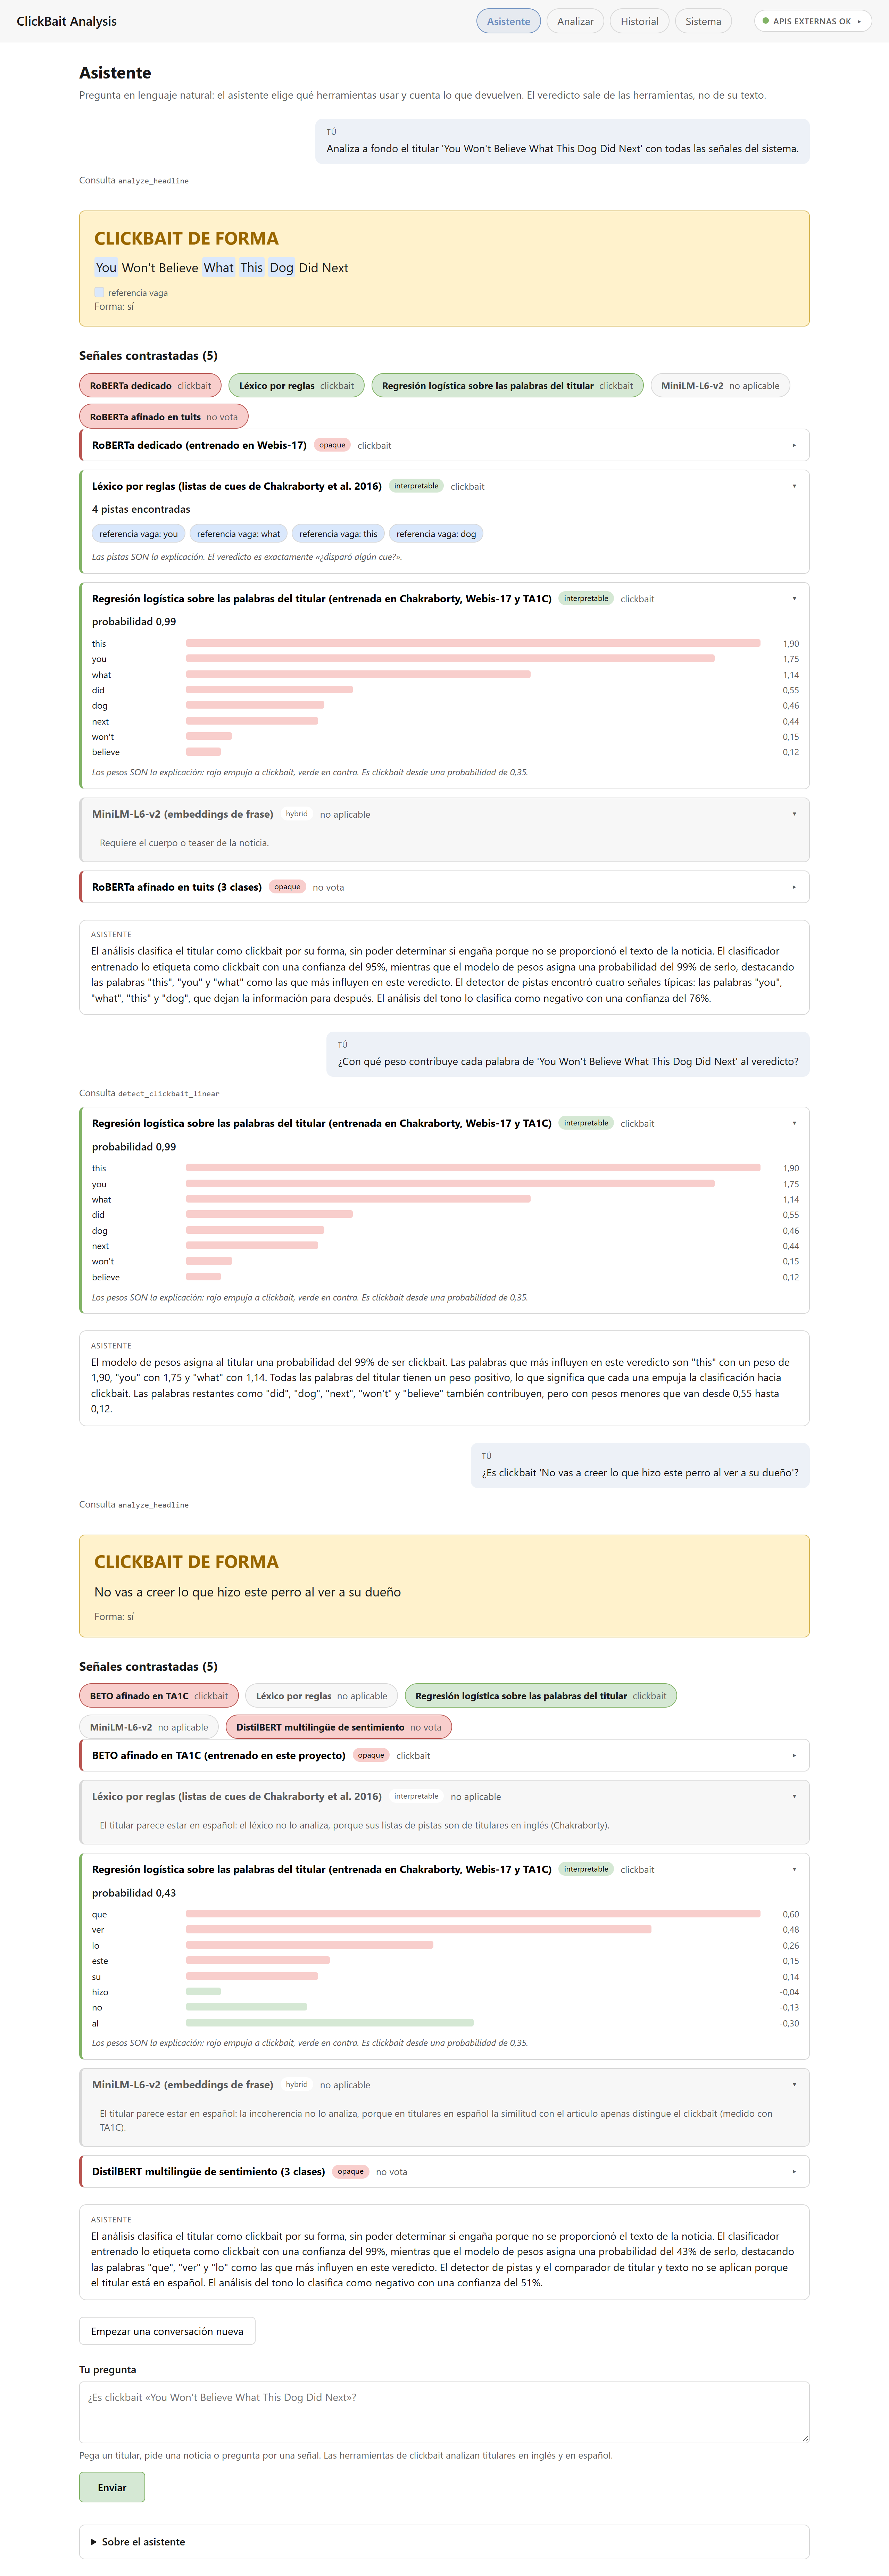 ClickBait Analysis
Asistente
Analizar
Historial
Sistema
APIS EXTERNAS OK ▸
Asistente
Pregunta en lenguaje natural: el asistente elige qué herramientas usar y cuenta lo que devuelven. El veredicto sale de las herramientas, no de su texto.
TÚ
Analiza a fondo el titular 'You Won't Believe What This Dog Did Next' con todas las señales del sistema.
Consulta analyze_headline
CLICKBAIT DE FORMA
You Won't Believe What This Dog Did Next
referencia vaga
Forma: sí
Señales contrastadas (5)
RoBERTa dedicado clickbait
Léxico por reglas clickbait
Regresión logística sobre las palabras del titular clickbait
MiniLM-L6-v2 no aplicable
RoBERTa afinado en tuits no vota
RoBERTa dedicado (entrenado en Webis-17) opaque clickbait ▸
Léxico por reglas (listas de cues de Chakraborty et al. 2016) interpretable clickbait ▾
4 pistas encontradas
referencia vaga: you
referencia vaga: what
referencia vaga: this
referencia vaga: dog
Las pistas SON la explicación. El veredicto es exactamente «¿disparó algún cue?».
Regresión logística sobre las palabras del titular (entrenada en Chakraborty, Webis-17 y TA1C) interpretable clickbait ▾
probabilidad 0,99
this 1,90
you 1,75
what 1,14
did 0,55
dog 0,46
next 0,44
won't 0,15
believe 0,12
Los pesos SON la explicación: rojo empuja a clickbait, verde en contra. Es clickbait desde una probabilidad de 0,35.
MiniLM-L6-v2 (embeddings de frase) hybrid no aplicable ▾
Requiere el cuerpo o teaser de la noticia.
RoBERTa afinado en tuits (3 clases) opaque no vota ▸
ASISTENTE
El análisis clasifica el titular como clickbait por su forma, sin poder determinar si engaña porque no se proporcionó el texto de la noticia. El clasificador
entrenado lo etiqueta como clickbait con una confianza del 95%, mientras que el modelo de pesos asigna una probabilidad del 99% de serlo, destacando
las palabras "this", "you" y "what" como las que más influyen en este veredicto. El detector de pistas encontró cuatro señales típicas: las palabras "you",
"what", "this" y "dog", que dejan la información para después. El análisis del tono lo clasifica como negativo con una confianza del 76%.
TÚ
¿Con qué peso contribuye cada palabra de 'You Won't Believe What This Dog Did Next' al veredicto?
Consulta detect_clickbait_linear
Regresión logística sobre las palabras del titular (entrenada en Chakraborty, Webis-17 y TA1C) interpretable clickbait ▾
probabilidad 0,99
this 1,90
you 1,75
what 1,14
did 0,55
dog 0,46
next 0,44
won't 0,15
believe 0,12
Los pesos SON la explicación: rojo empuja a clickbait, verde en contra. Es clickbait desde una probabilidad de 0,35.
ASISTENTE
El modelo de pesos asigna al titular una probabilidad del 99% de ser clickbait. Las palabras que más influyen en este veredicto son "this" con un peso de
1,90, "you" con 1,75 y "what" con 1,14. Todas las palabras del titular tienen un peso positivo, lo que significa que cada una empuja la clasificación hacia
clickbait. Las palabras restantes como "did", "dog", "next", "won't" y "believe" también contribuyen, pero con pesos menores que van desde 0,55 hasta
0,12.
TÚ
¿Es clickbait 'No vas a creer lo que hizo este perro al ver a su dueño'?
Consulta analyze_headline
CLICKBAIT DE FORMA
No vas a creer lo que hizo este perro al ver a su dueño
Forma: sí
Señales contrastadas (5)
BETO afinado en TA1C clickbait
Léxico por reglas no aplicable
Regresión logística sobre las palabras del titular clickbait
MiniLM-L6-v2 no aplicable
DistilBERT multilingüe de sentimiento no vota
BETO afinado en TA1C (entrenado en este proyecto) opaque clickbait ▸
Léxico por reglas (listas de cues de Chakraborty et al. 2016) interpretable no aplicable ▾
El titular parece estar en español: el léxico no lo analiza, porque sus listas de pistas son de titulares en inglés (Chakraborty).
Regresión logística sobre las palabras del titular (entrenada en Chakraborty, Webis-17 y TA1C) interpretable clickbait ▾
probabilidad 0,43
que 0,60
ver 0,48
lo 0,26
este 0,15
su 0,14
hizo -0,04
no -0,13
al -0,30
Los pesos SON la explicación: rojo empuja a clickbait, verde en contra. Es clickbait desde una probabilidad de 0,35.
MiniLM-L6-v2 (embeddings de frase) hybrid no aplicable ▾
El titular parece estar en español: la incoherencia no lo analiza, porque en titulares en español la similitud con el artículo apenas distingue el clickbait (medido con
TA1C).
DistilBERT multilingüe de sentimiento (3 clases) opaque no vota ▸
ASISTENTE
El análisis clasifica el titular como clickbait por su forma, sin poder determinar si engaña porque no se proporcionó el texto de la noticia. El clasificador
entrenado lo etiqueta como clickbait con una confianza del 99%, mientras que el modelo de pesos asigna una probabilidad del 43% de serlo, destacando
las palabras "que", "ver" y "lo" como las que más influyen en este veredicto. El detector de pistas y el comparador de titular y texto no se aplican porque
el titular está en español. El análisis del tono lo clasifica como negativo con una confianza del 51%.
Empezar una conversación nueva
Tu pregunta
¿Es clickbait «You Won't Believe What This Dog Did Next»?
Pega un titular, pide una noticia o pregunta por una señal. Las herramientas de clickbait analizan titulares en inglés y en español.
Enviar
▶ Sobre el asistente